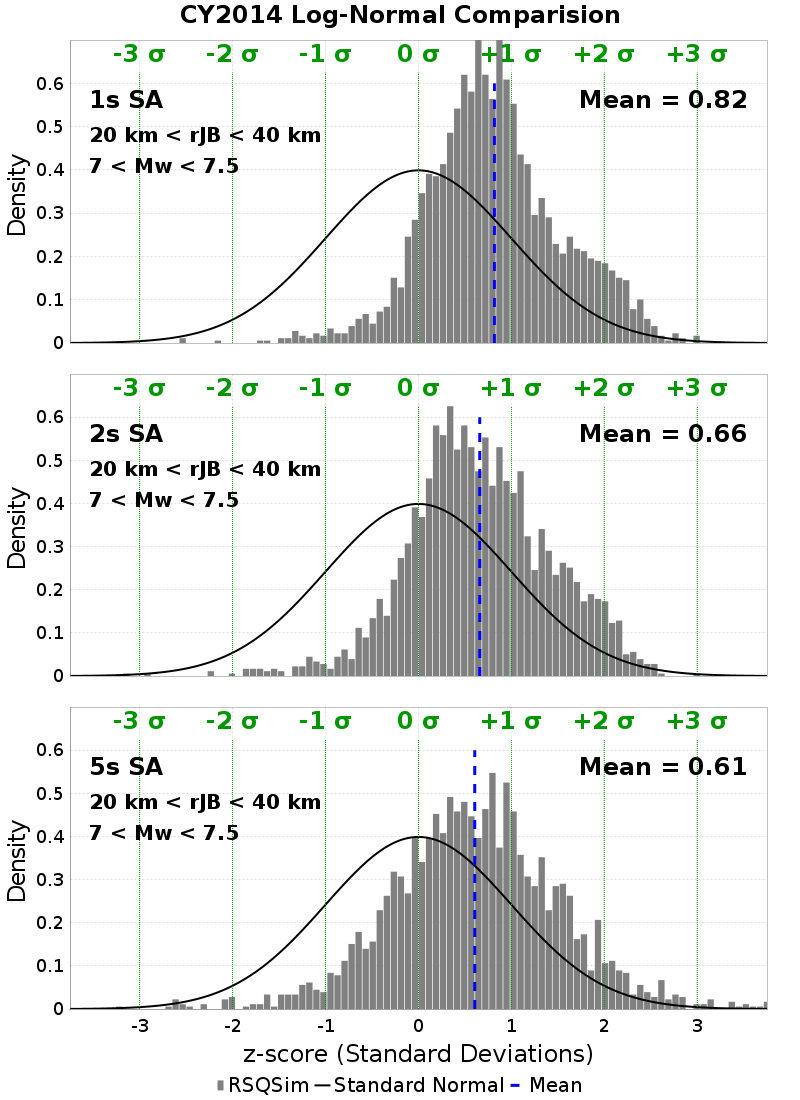 CY2014 Log-Normal Comparision
-3 σ -2 σ -1 σ 0 σ +1 σ +2 σ +3 σ
0.6
1s SA Mean = 0.82
20 km < rJB < 40 km
0.5
7 < Mw < 7.5
0.4
0.3
0.2
0.1
0
Density
-3 σ -2 σ -1 σ 0 σ +1 σ +2 σ +3 σ
0.6
2s SA Mean = 0.66
20 km < rJB < 40 km
0.5
7 < Mw < 7.5
0.4
0.3
0.2
0.1
0
Density
-3 σ -2 σ -1 σ 0 σ +1 σ +2 σ +3 σ
0.6
5s SA Mean = 0.61
20 km < rJB < 40 km
0.5
7 < Mw < 7.5
0.4
0.3
0.2
0.1
0
Density
-3 -2 -1 0 1 2 3
z-score (Standard Deviations)
RSQSim Standard Normal Mean